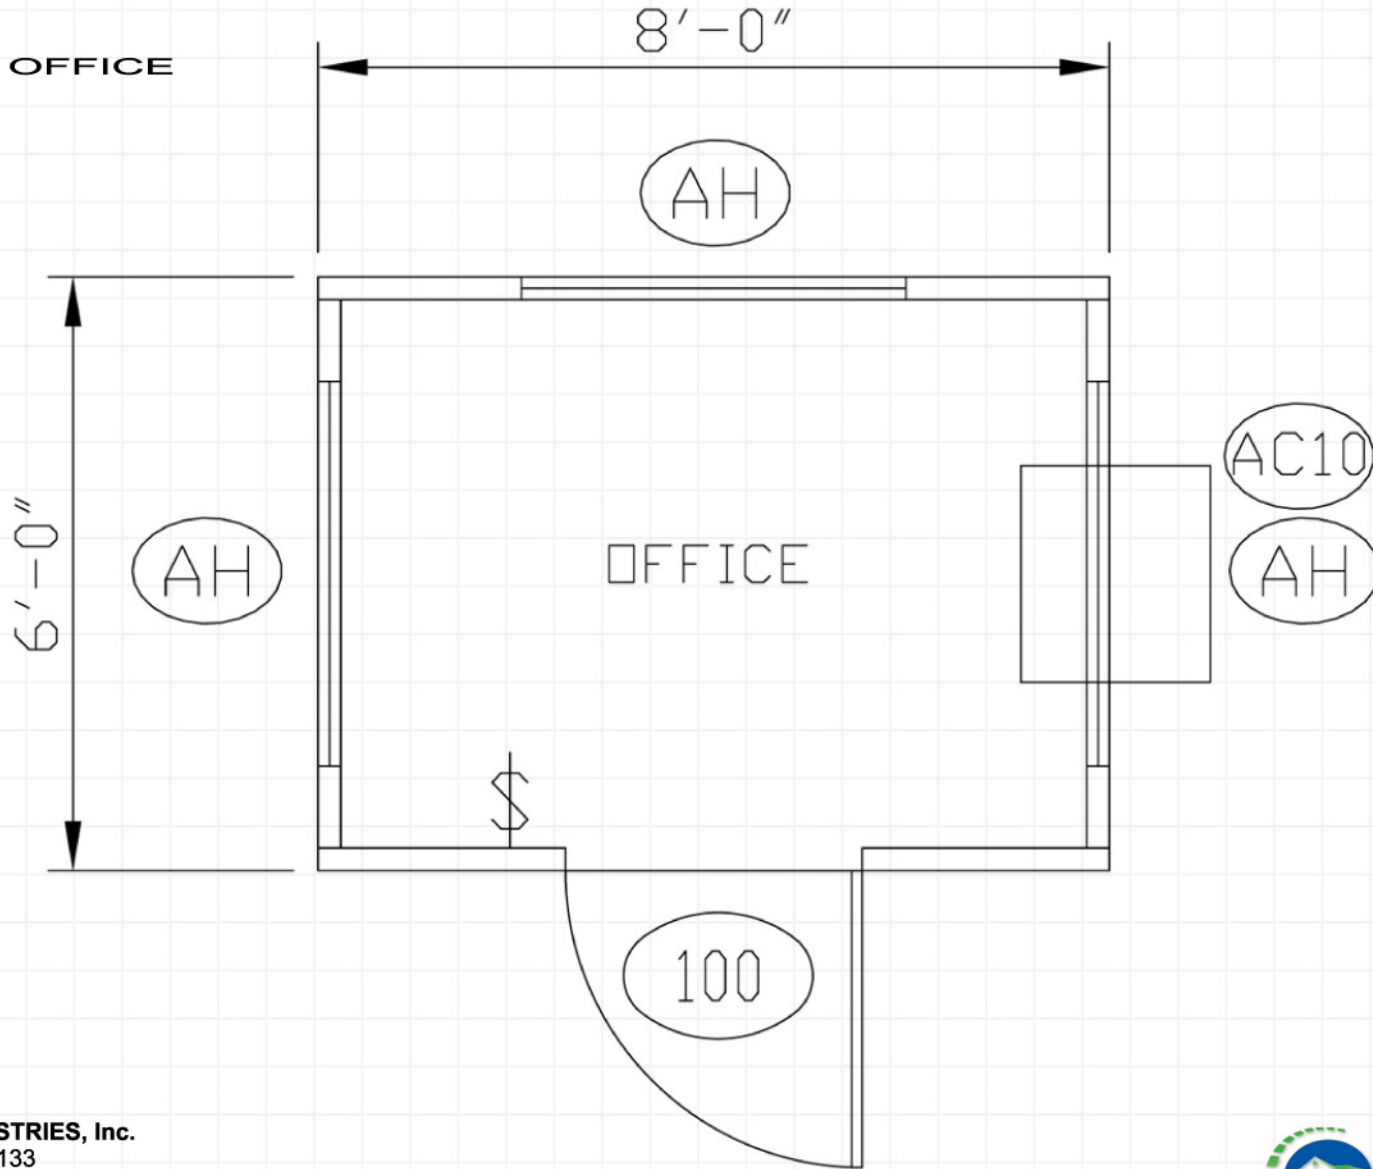 OFFICE
8'-0"
AH
6'-0"
AH
OFFICE
AC10
AH
$
100
STRIES, Inc.
133